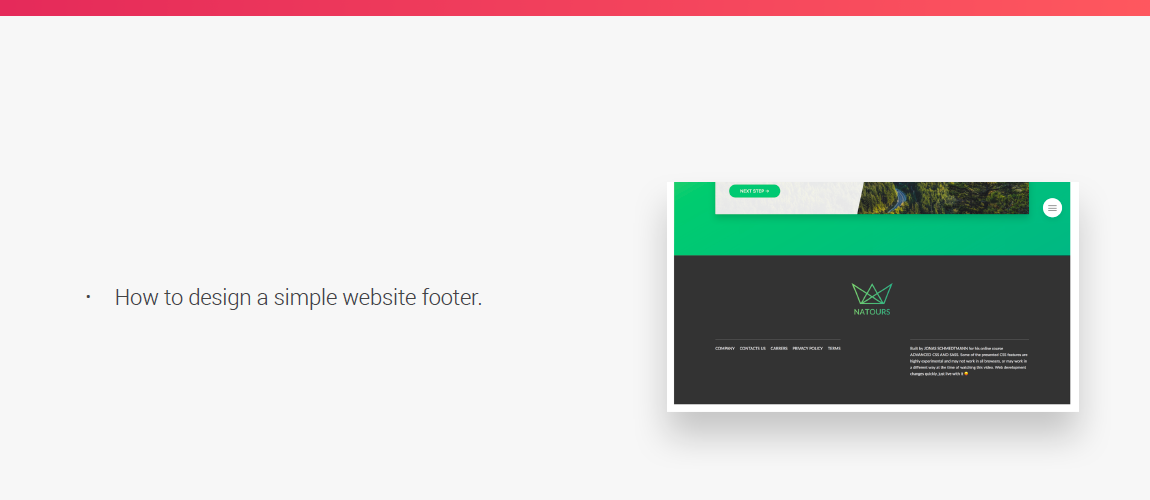 How to design a simple website footer.
NEXT STEP →
NATOURS
COMPANY CONTACTS US CARRERS PRIVACY POLICY TERMS
Built by JONAS SCHMEDTMANN for his online course
ADVANCED CSS AND SASS. Some of the presented CSS features are
highly experimental and may not work in all browsers, or may work in
a different way at the time of watching this video. Web development
changes quickly, just live with it 😜